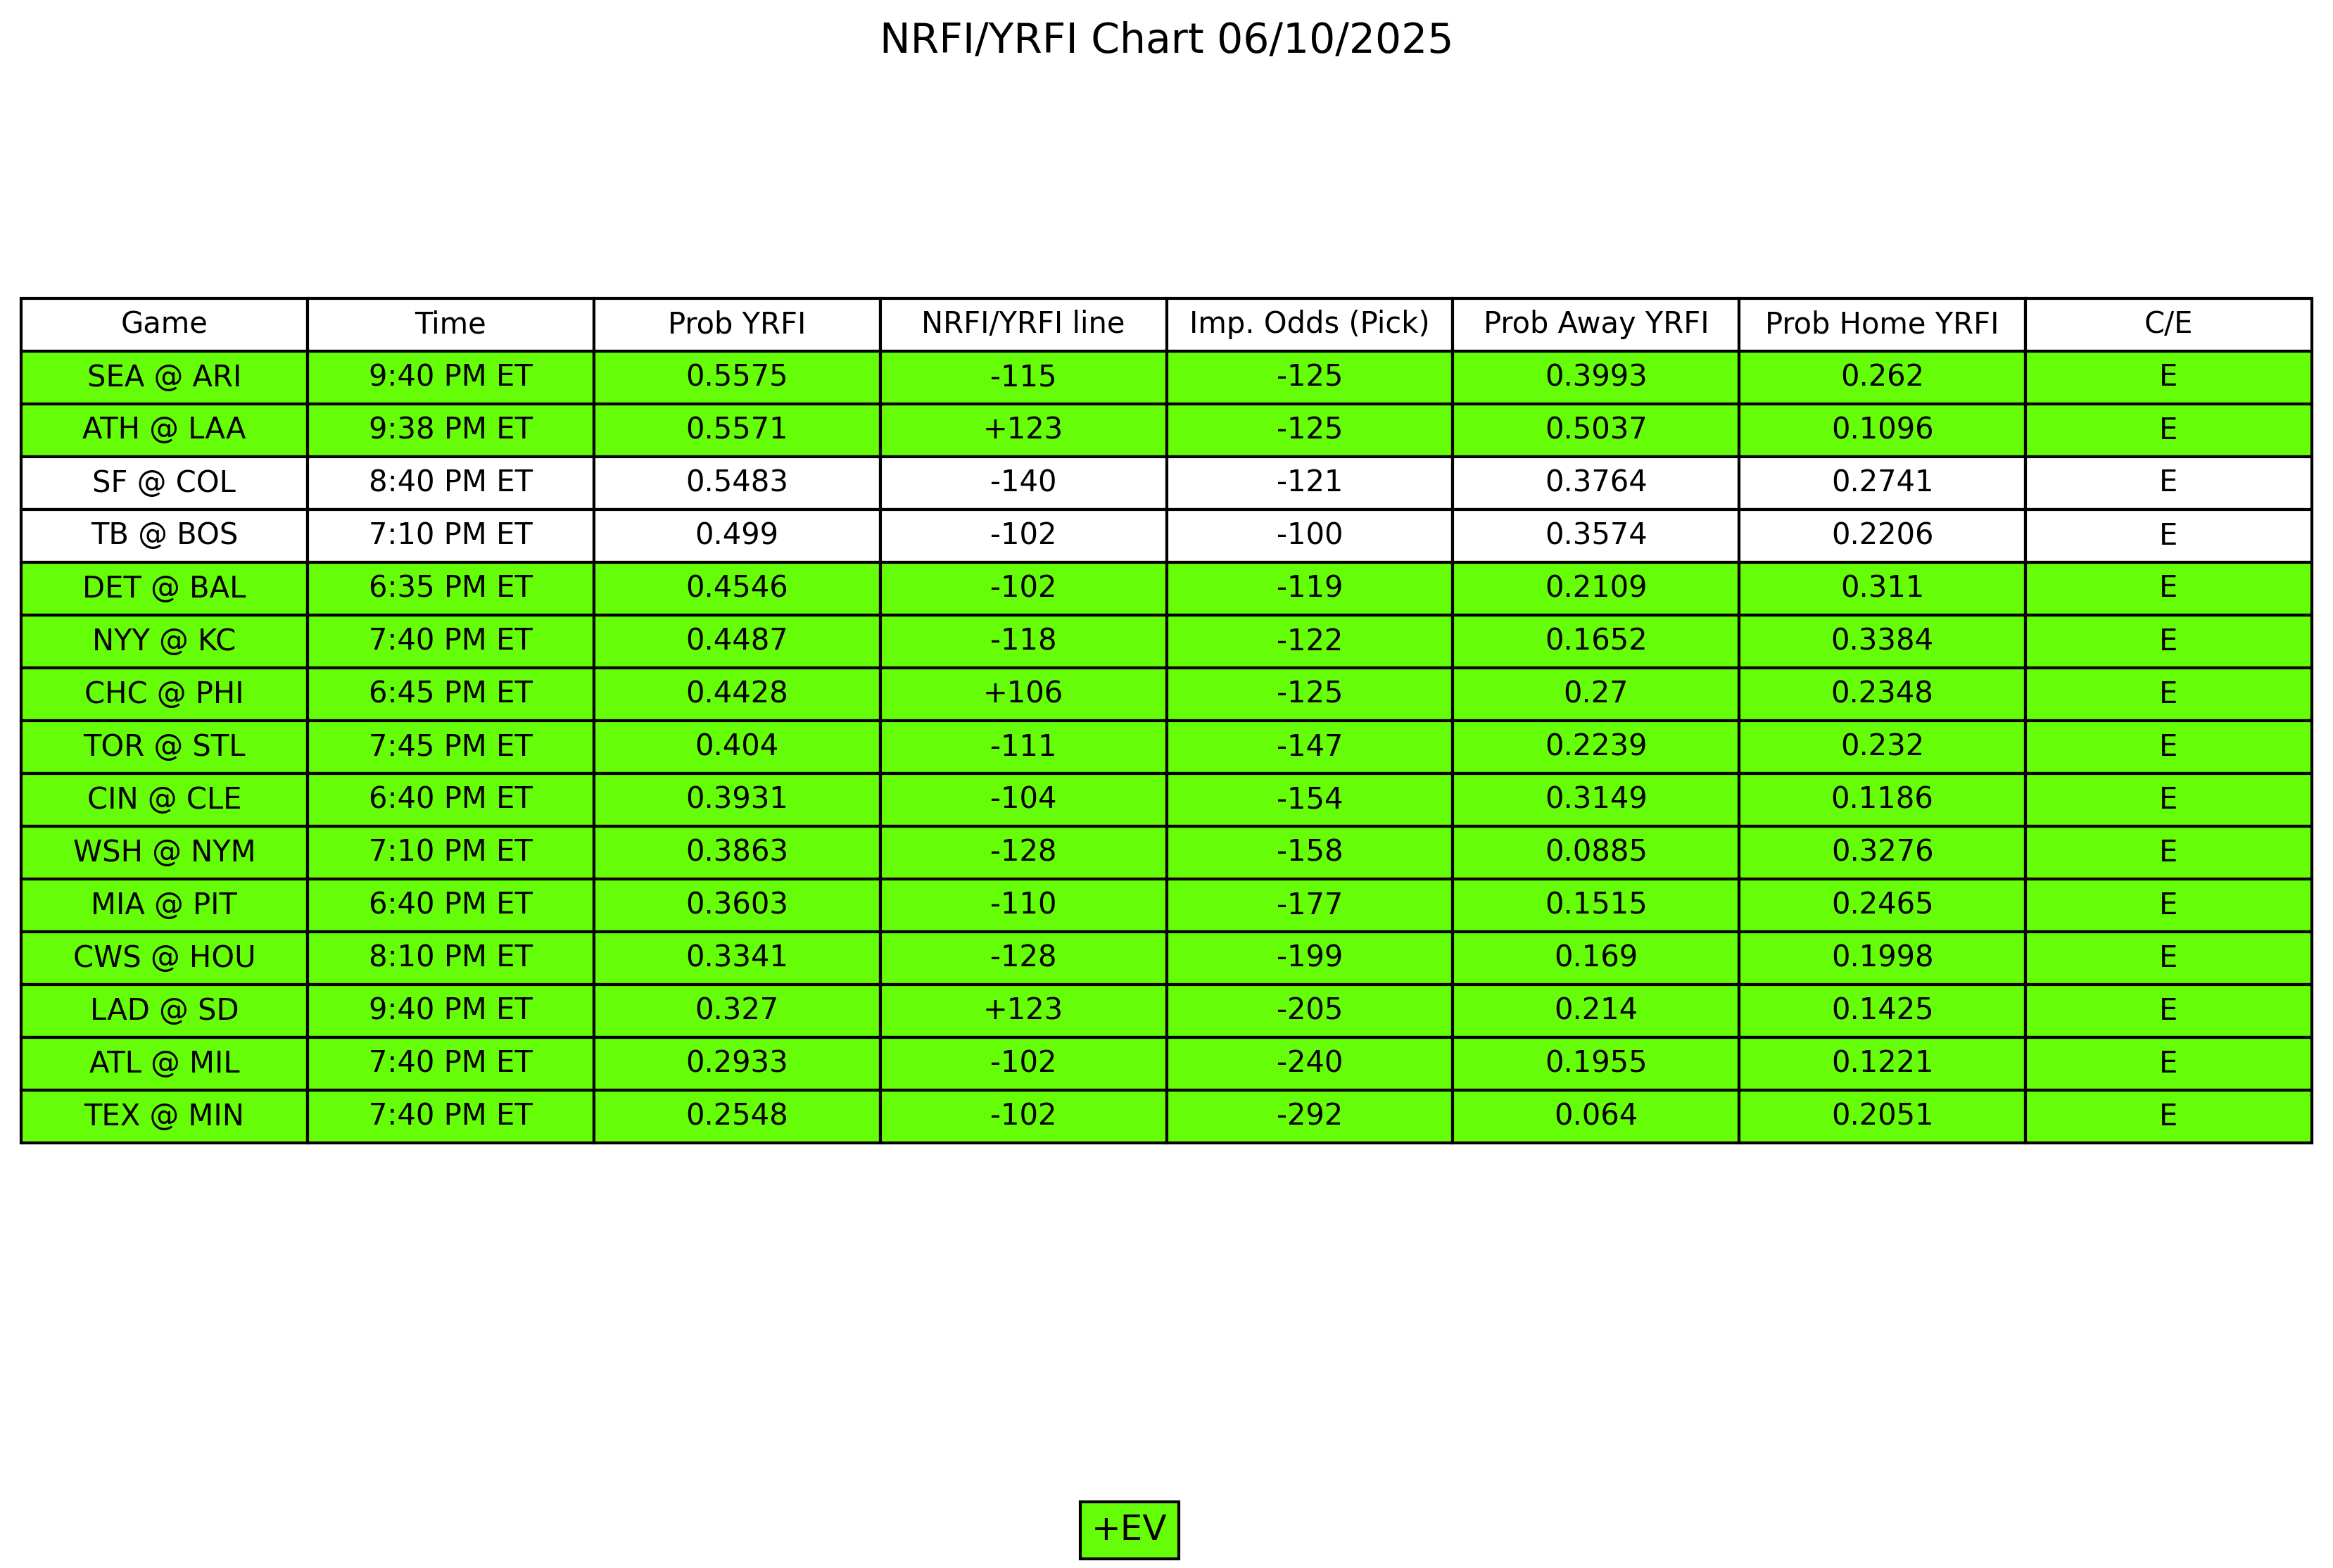 NRFI/YRFI Chart 06/10/2025
Game Time Prob YRFI NRFI/YRFI line Imp. Odds (Pick) Prob Away YRFI Prob Home YRFI C/E
SEA @ ARI 9:40 PM ET 0.5575 -115 -125 0.3993 0.262 E
ATH @ LAA 9:38 PM ET 0.5571 +123 -125 0.5037 0.1096 E
SF @ COL 8:40 PM ET 0.5483 -140 -121 0.3764 0.2741 E
TB @ BOS 7:10 PM ET 0.499 -102 -100 0.3574 0.2206 E
DET @ BAL 6:35 PM ET 0.4546 -102 -119 0.2109 0.311 E
NYY @ KC 7:40 PM ET 0.4487 -118 -122 0.1652 0.3384 E
CHC @ PHI 6:45 PM ET 0.4428 +106 -125 0.27 0.2348 E
TOR @ STL 7:45 PM ET 0.404 -111 -147 0.2239 0.232 E
CIN @ CLE 6:40 PM ET 0.3931 -104 -154 0.3149 0.1186 E
WSH @ NYM 7:10 PM ET 0.3863 -128 -158 0.0885 0.3276 E
MIA @ PIT 6:40 PM ET 0.3603 -110 -177 0.1515 0.2465 E
CWS @ HOU 8:10 PM ET 0.3341 -128 -199 0.169 0.1998 E
LAD @ SD 9:40 PM ET 0.327 +123 -205 0.214 0.1425 E
ATL @ MIL 7:40 PM ET 0.2933 -102 -240 0.1955 0.1221 E
TEX @ MIN 7:40 PM ET 0.2548 -102 -292 0.064 0.2051 E
+EV